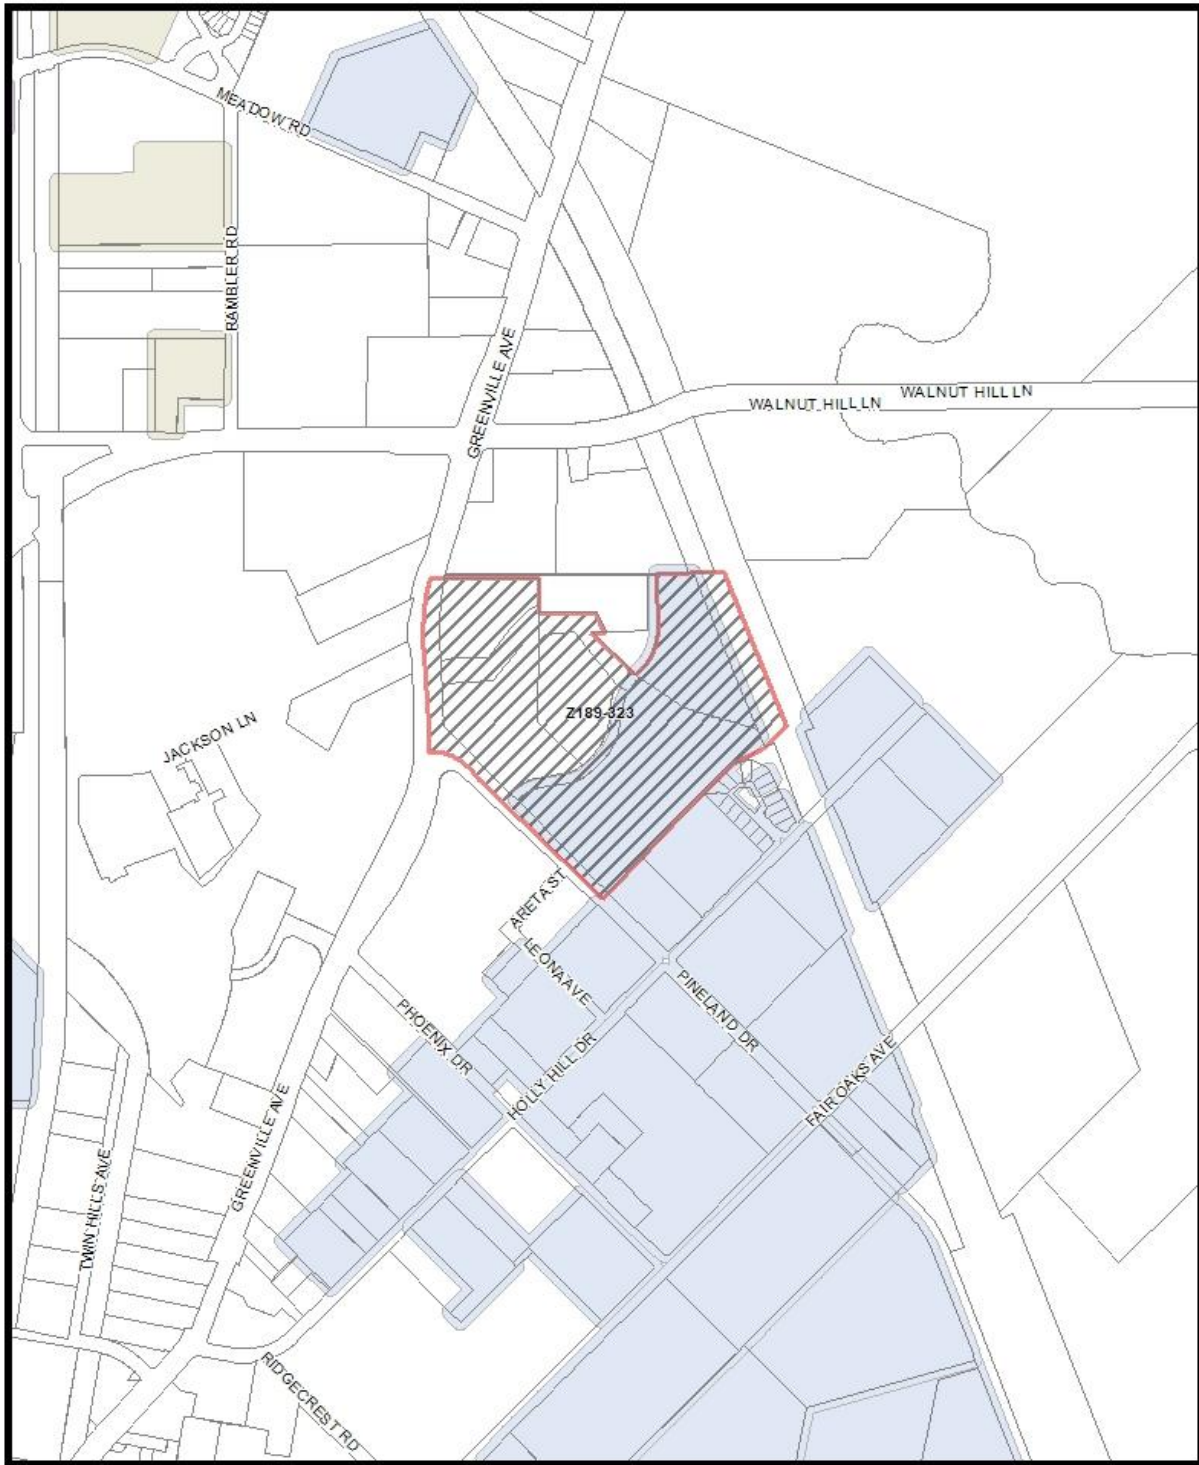 MEADOW RD
RAMBLER RD
GREENVILLE AVE
WALNUT HILL LN
WALNUT HILL LN
Z189-323
JACKSON LN
ARETA ST
LEONA AVE
PINELAND DR
PHOENIX DR
HOLLY HILL DR
FAIR OAKS AVE
GREENVILLE AVE
TWIN HILLS AVE
RIDGECREST RD